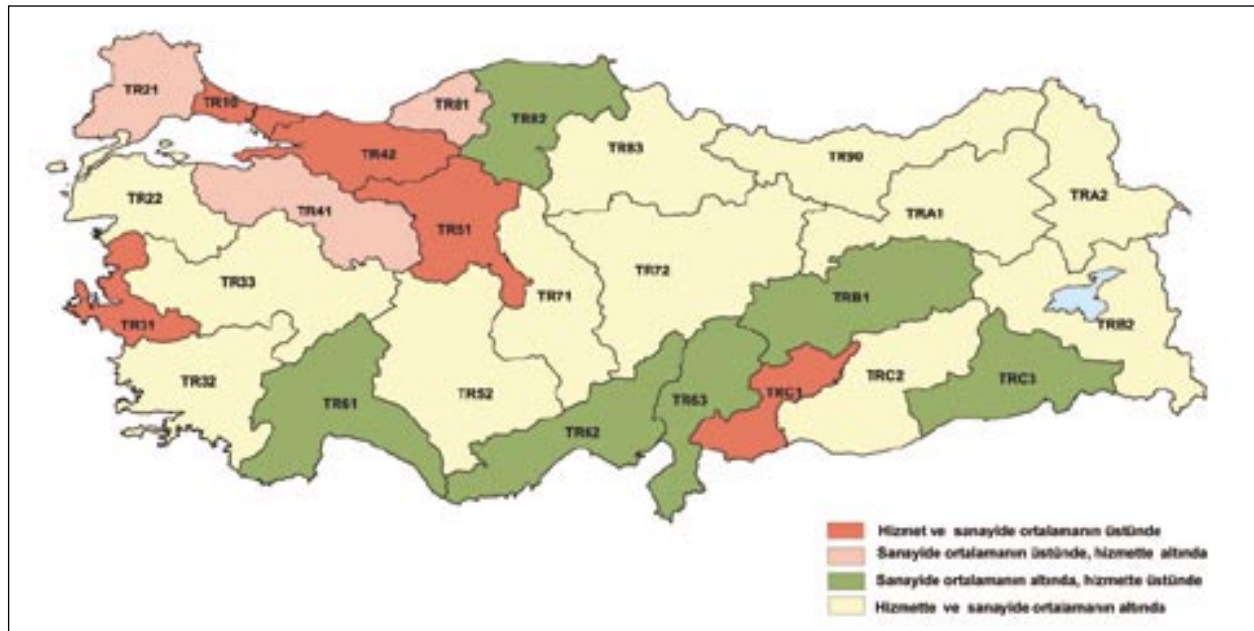 TR21
TR10
TR81
TR82
TR42
TR83
TR90
TRA2
TR22
TR41
TR51
TRA1
TR33
TR72
TR71
TRB1
TRB2
TR31
TR32
TR61
TR52
TR62
TR63
TRC1
TRC2
TRC3
Hizmet ve sanayide ortalamanın üstünde
Sanayide ortalamanın üstünde, hizmette altında
Sanayide ortalamanın altında, hizmette üstünde
Hizmette ve sanayide ortalamanın altında